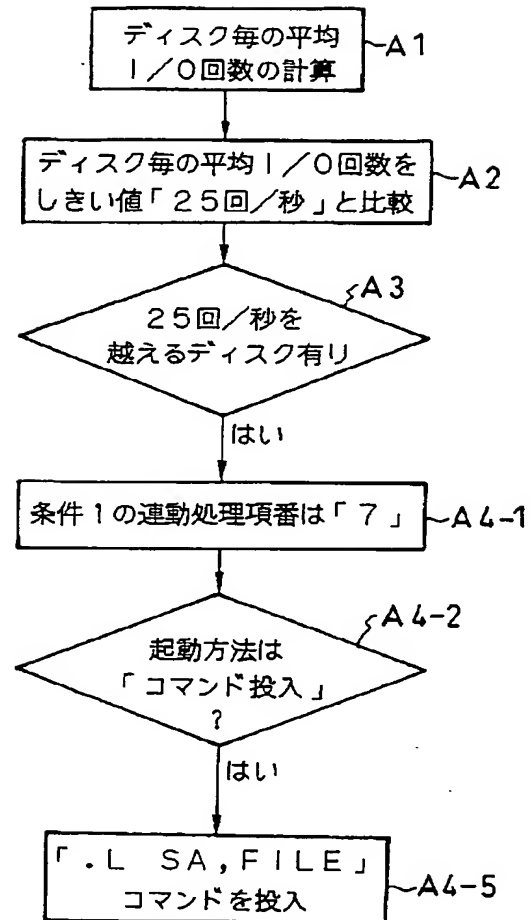 ディスク毎の平均
I/O回数の計算
A1
ディスク毎の平均I/O回数を
しきい値「25回/秒」と比較
A2
A3
25回/秒を
越えるディスク有り
はい
条件1の連動処理項番は「7」
A4-1
A4-2
起動方法は
「コマンド投入」
?
はい
「.L SA,FILE」
コマンドを投入
A4-5